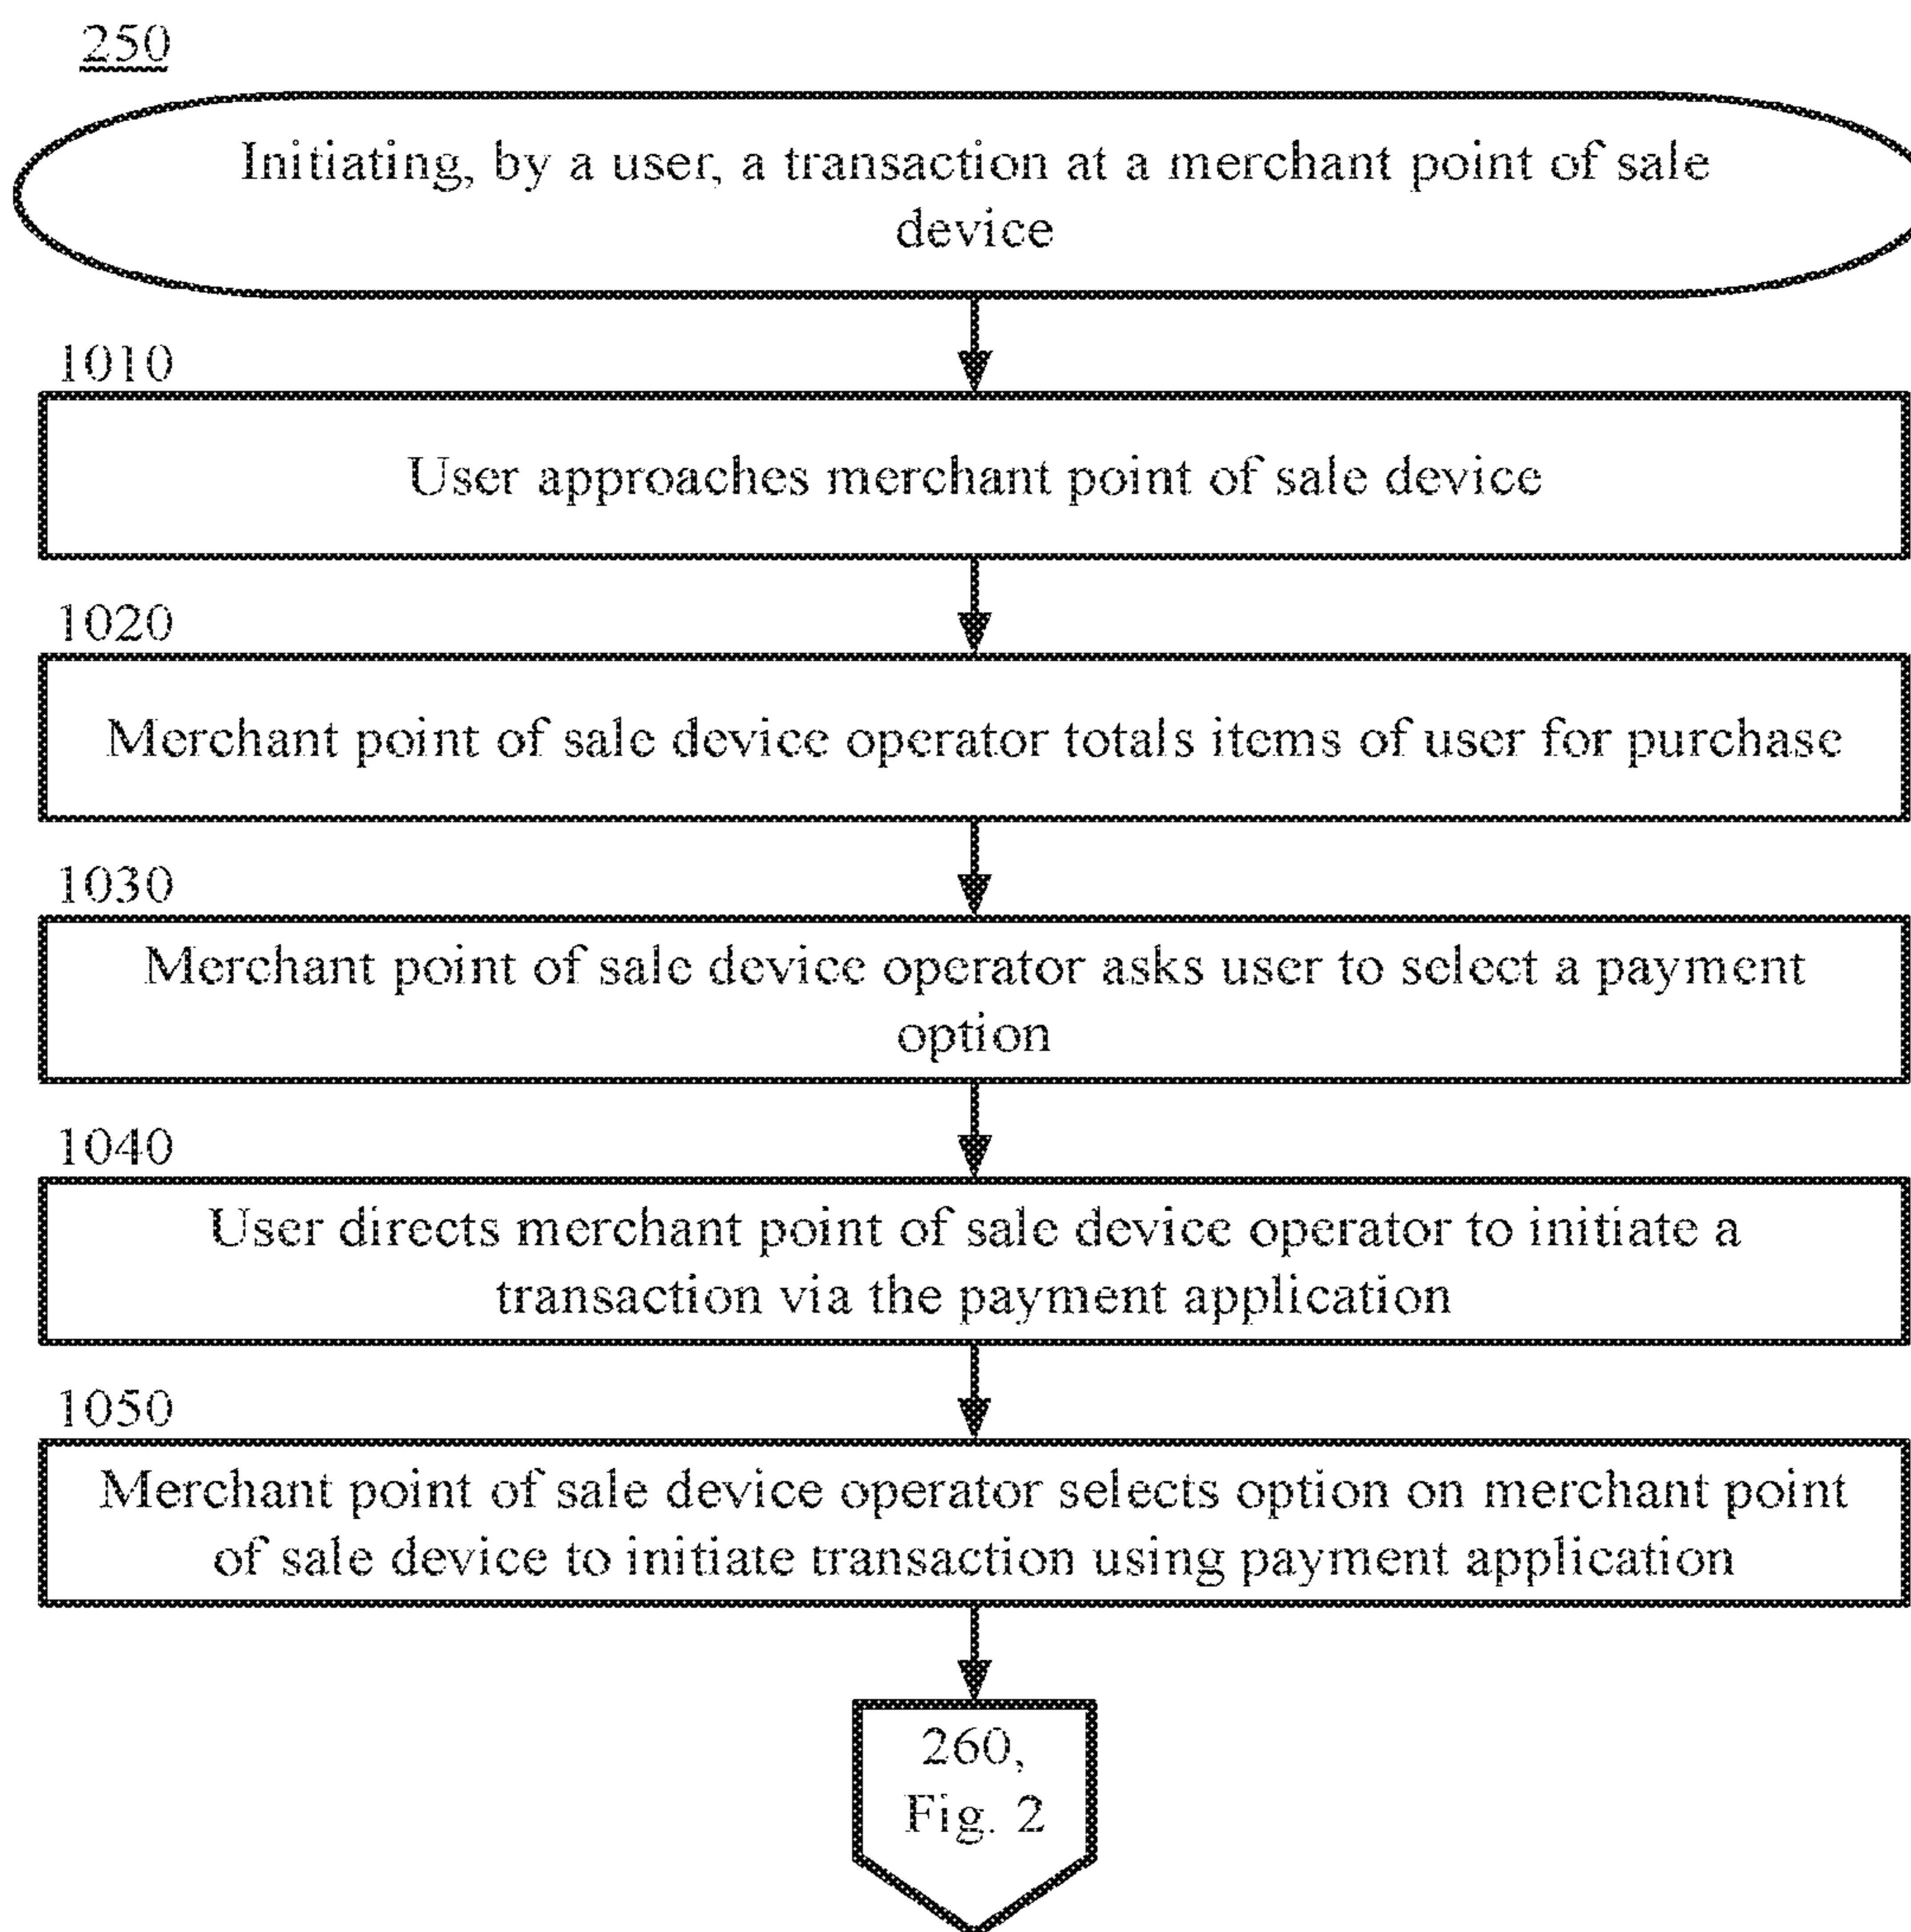 250
Initiating, by a user, a transaction at a merchant point of sale
device
1010
User approaches merchant point of sale device
1020
Merchant point of sale device operator totals items of user for purchase
1030
Merchant point of sale device operator asks user to select a payment
option
1040
User directs merchant point of sale device operator to initiate a
transaction via the payment application
1050
Merchant point of sale device operator selects option on merchant point
of sale device to initiate transaction using payment application
260,
Fig. 2